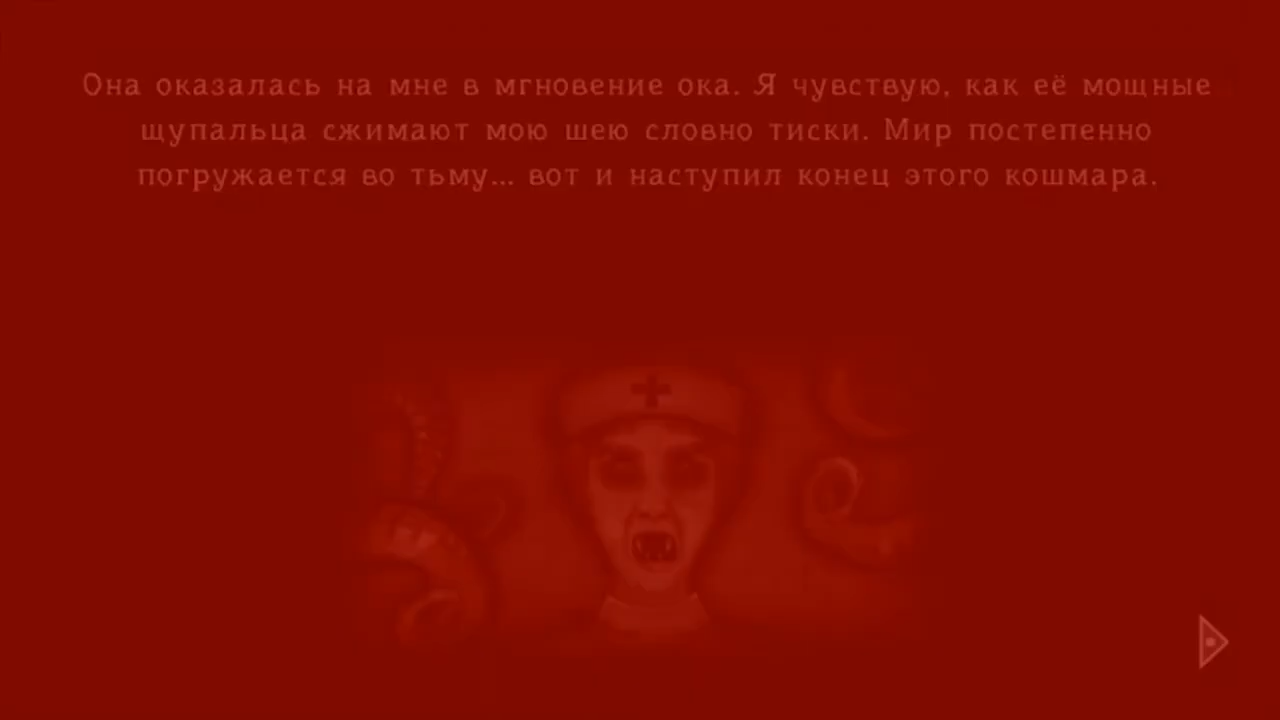 Она оказалась на мне в мгновение ока. Я чувствую, как её мощные
щупальца сжимают мою шею словно тиски. Мир постепенно
погружается во тьму... вот и наступил конец этого кошмара.